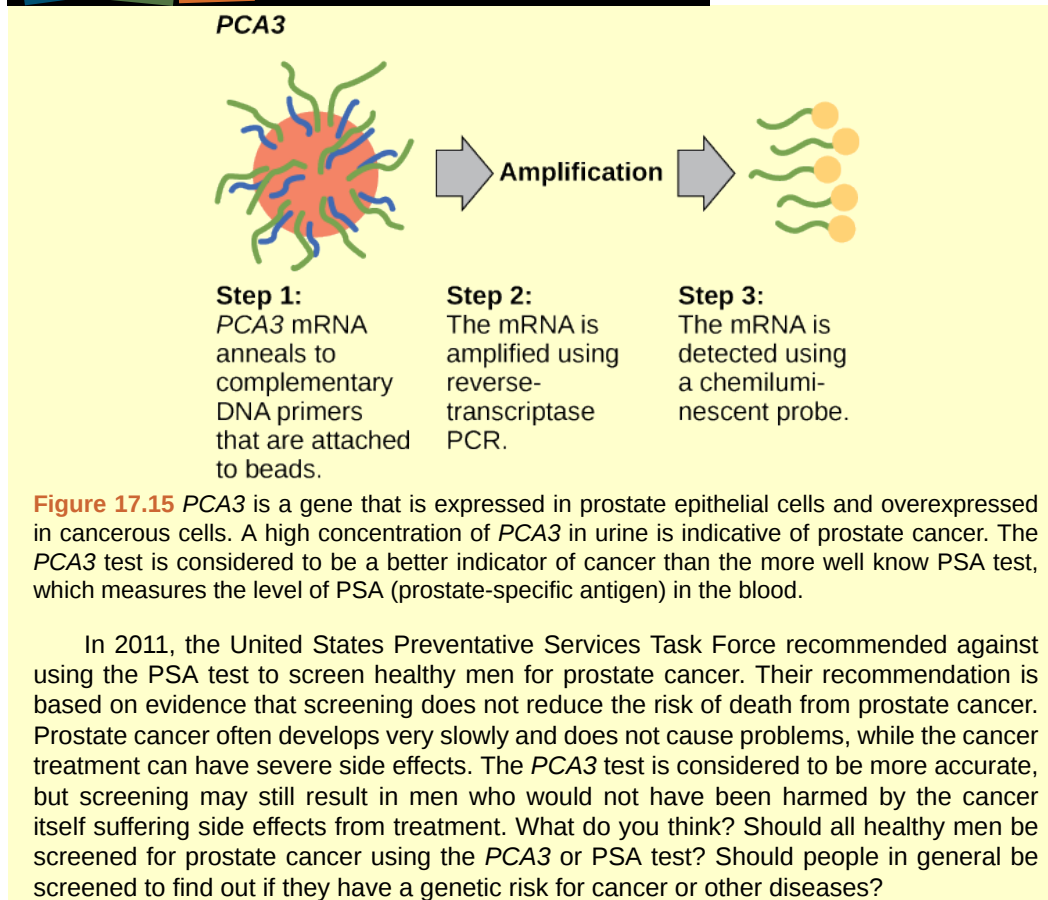 PCA3
Amplification
Step 1:
PCA3 mRNA
anneals to
complementary
DNA primers
that are attached
to beads.
Step 2:
The mRNA is
amplified using
reverse-
transcriptase
PCR.
Step 3:
The mRNA is
detected using
a chemilumi-
nescent probe.
Figure 17.15 PCA3 is a gene that is expressed in prostate epithelial cells and overexpressed
in cancerous cells. A high concentration of PCA3 in urine is indicative of prostate cancer. The
PCA3 test is considered to be a better indicator of cancer than the more well know PSA test,
which measures the level of PSA (prostate-specific antigen) in the blood.
In 2011, the United States Preventative Services Task Force recommended against
using the PSA test to screen healthy men for prostate cancer. Their recommendation is
based on evidence that screening does not reduce the risk of death from prostate cancer.
Prostate cancer often develops very slowly and does not cause problems, while the cancer
treatment can have severe side effects. The PCA3 test is considered to be more accurate,
but screening may still result in men who would not have been harmed by the cancer
itself suffering side effects from treatment. What do you think? Should all healthy men be
screened for prostate cancer using the PCA3 or PSA test? Should people in general be
screened to find out if they have a genetic risk for cancer or other diseases?